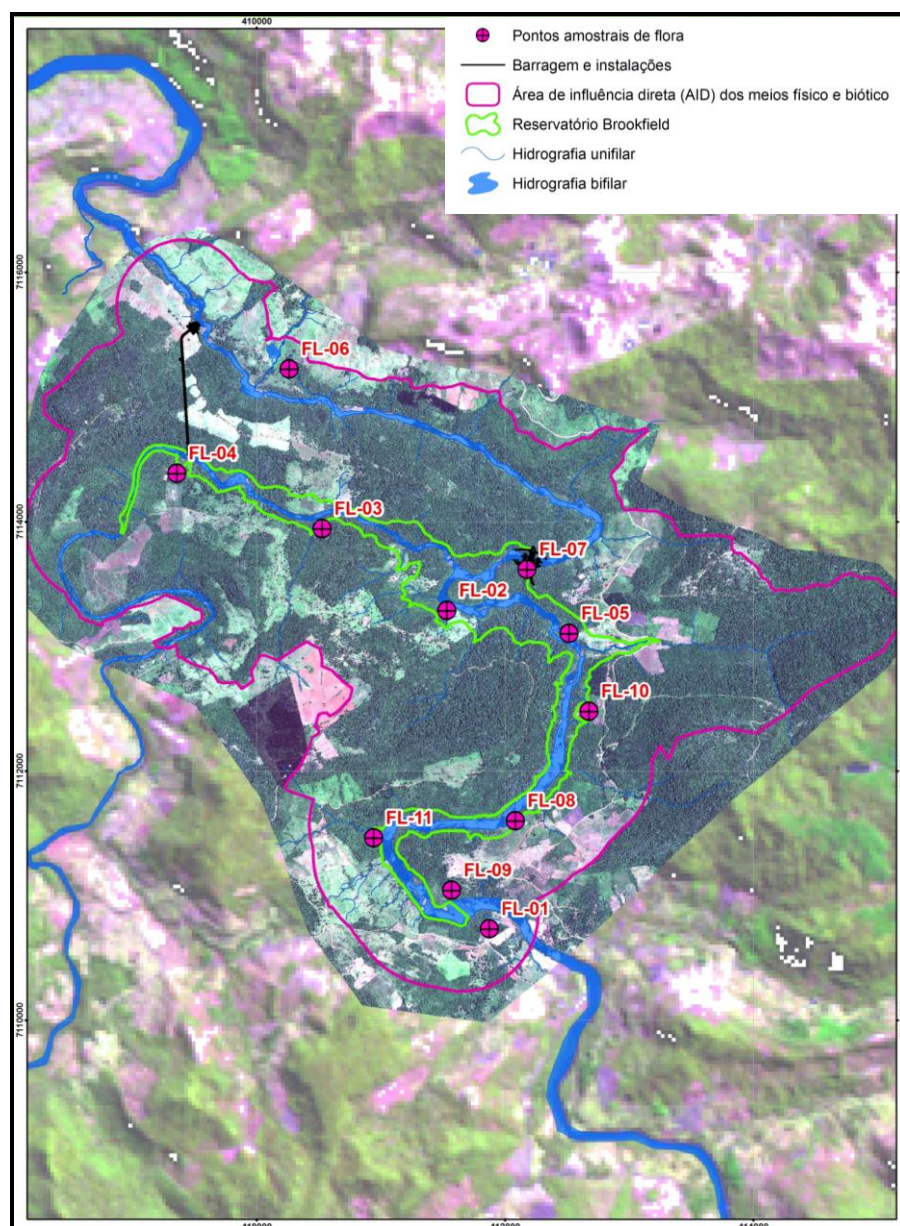 410000
Pontos amostrais de flora
Barragem e instalações
Área de influência direta (AID) dos meios físico e biótico
Reservatório Brookfield
Hidrografia unifilar
Hidrografia bifilar
7116000
FL-06
FL-04
FL-03
7114000
FL-07
FL-02
FL-05
FL-10
7112000
FL-08
FL-11
FL-09
FL-01
7110000